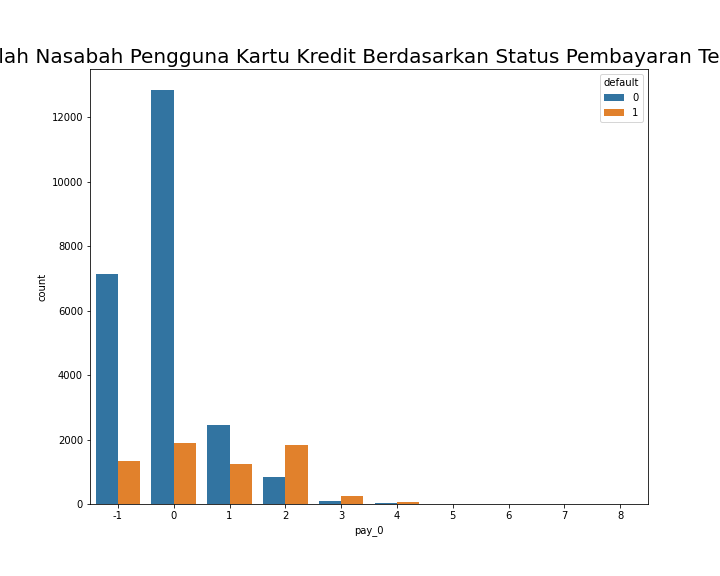 lah Nasabah Pengguna Kartu Kredit Berdasarkan Status Pembayaran Te
default
0
1
12000
10000
8000
6000
4000
2000
0
count
-1 0 1 2 3 4 5 6 7 8
pay_0